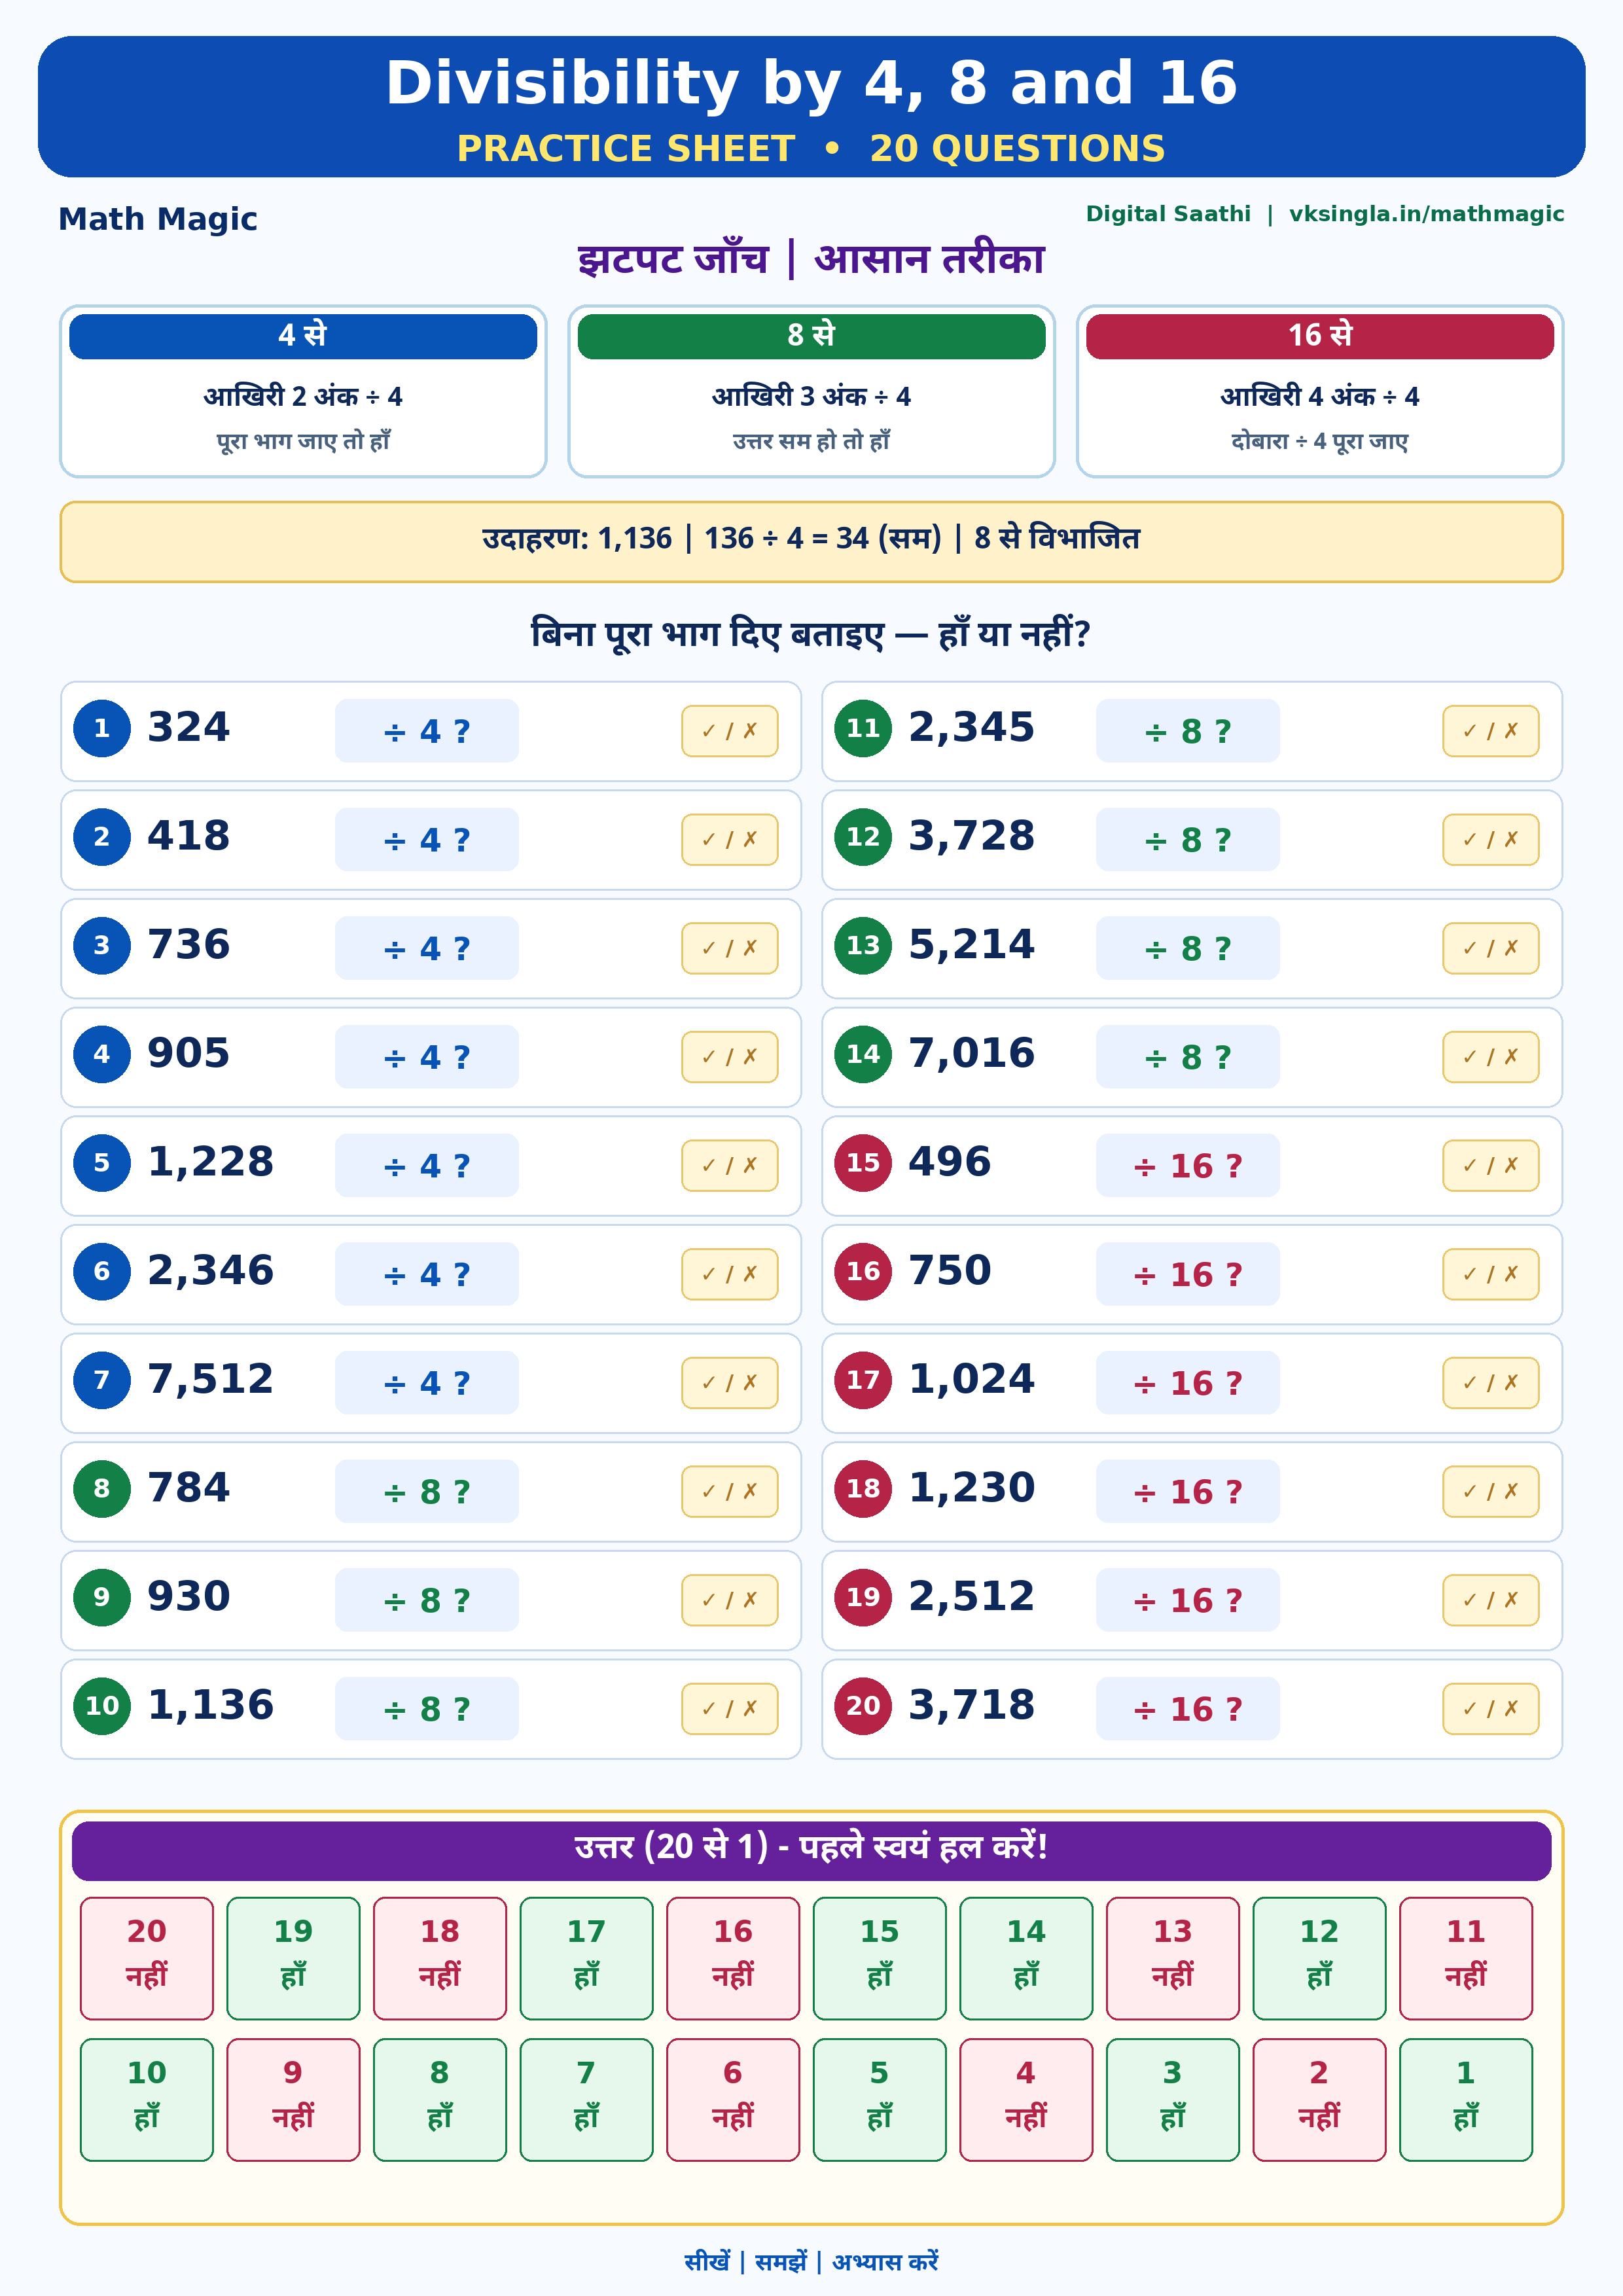 Divisibility by 4, 8 and 16
PRACTICE SHEET • 20 QUESTIONS
Math Magic
Digital Saathi | vksingla.in/mathmagic
झटपट जाँच | आसान तरीका
4 से
आखिरी 2 अंक ÷ 4
पूरा भाग जाए तो हाँ
8 से
आखिरी 3 अंक ÷ 4
उत्तर सम हो तो हाँ
16 से
आखिरी 4 अंक ÷ 4
दोबारा ÷ 4 पूरा जाए
उदाहरण: 1,136 | 136 ÷ 4 = 34 (सम) | 8 से विभाजित
बिना पूरा भाग दिए बताइए — हाँ या नहीं?
1 324 ÷ 4 ? ✓ / ✗
2 418 ÷ 4 ? ✓ / ✗
3 736 ÷ 4 ? ✓ / ✗
4 905 ÷ 4 ? ✓ / ✗
5 1,228 ÷ 4 ? ✓ / ✗
6 2,346 ÷ 4 ? ✓ / ✗
7 7,512 ÷ 4 ? ✓ / ✗
8 784 ÷ 8 ? ✓ / ✗
9 930 ÷ 8 ? ✓ / ✗
10 1,136 ÷ 8 ? ✓ / ✗
11 2,345 ÷ 8 ? ✓ / ✗
12 3,728 ÷ 8 ? ✓ / ✗
13 5,214 ÷ 8 ? ✓ / ✗
14 7,016 ÷ 8 ? ✓ / ✗
15 496 ÷ 16 ? ✓ / ✗
16 750 ÷ 16 ? ✓ / ✗
17 1,024 ÷ 16 ? ✓ / ✗
18 1,230 ÷ 16 ? ✓ / ✗
19 2,512 ÷ 16 ? ✓ / ✗
20 3,718 ÷ 16 ? ✓ / ✗
उत्तर (20 से 1) - पहले स्वयं हल करें!
20 19 18 17 16 15 14 13 12 11
नहीं हाँ नहीं हाँ नहीं हाँ हाँ नहीं हाँ नहीं
10 9 8 7 6 5 4 3 2 1
हाँ नहीं हाँ हाँ नहीं हाँ नहीं हाँ नहीं हाँ
सीखें | समझें | अभ्यास करें